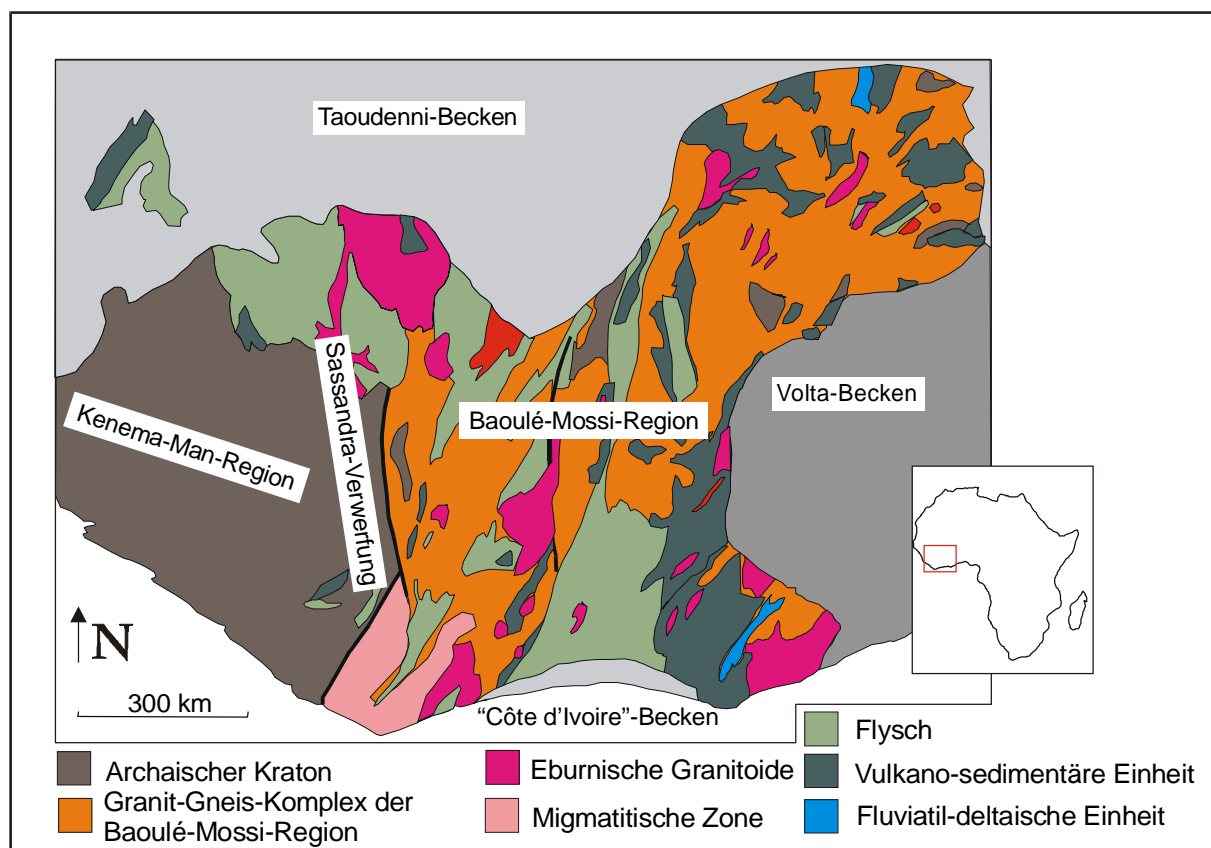 Taoudenni-Becken
Kenema-Man-Region
Sassandra-Verwerfung
Baoulé-Mossi-Region
Volta-Becken
N
300 km
“Côte d’Ivoire”-Becken
Archaischer Kraton
Granit-Gneis-Komplex der
Baoulé-Mossi-Region
Eburnische Granitoide
Migmatitische Zone
Flysch
Vulkano-sedimentäre Einheit
Fluviatil-deltaische Einheit